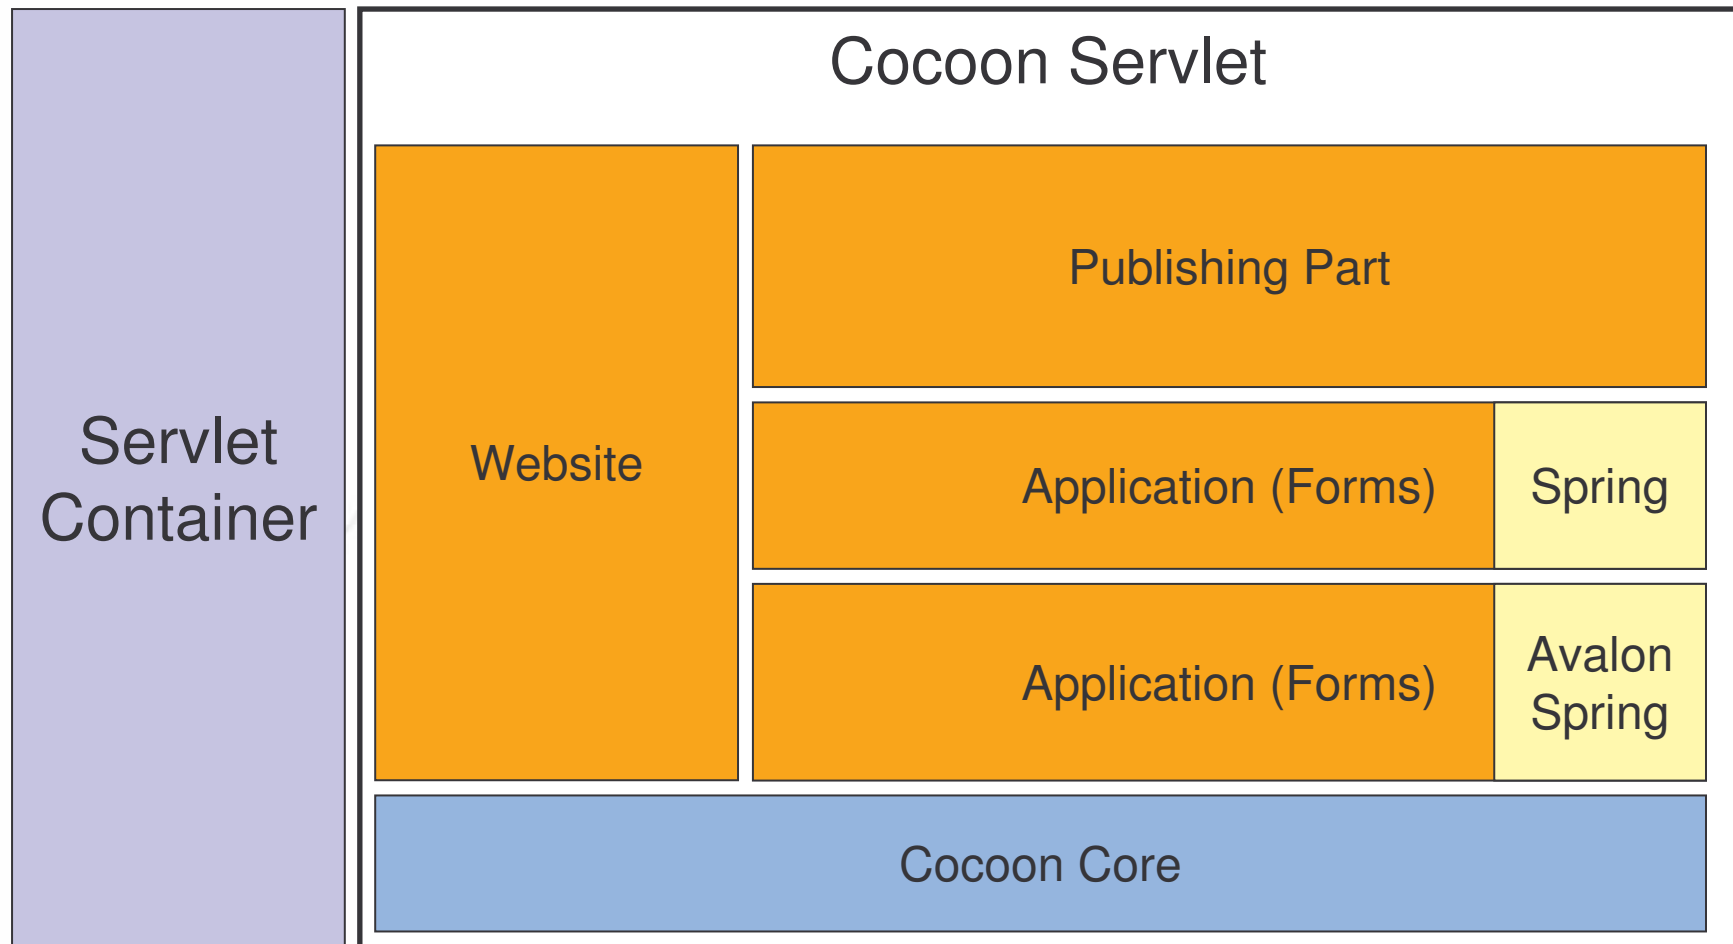 Cocoon Servlet
Servlet
Container
Website
Publishing Part
Application (Forms)
Spring
Application (Forms)
Avalon
Spring
Cocoon Core